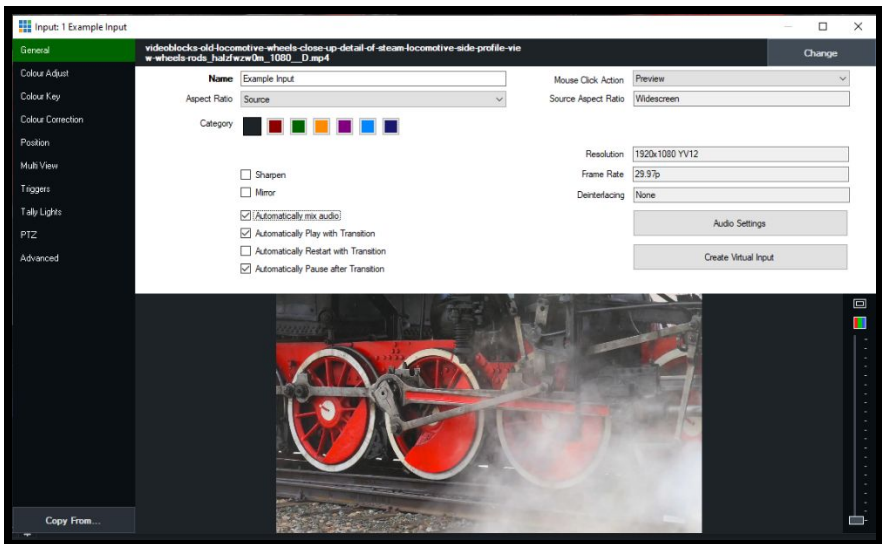 Input: 1 Example Input
General
Colour Adjust
Colour Key
Colour Correction
Position
Multi View
Triggers
Tally Lights
PTZ
Advanced
Copy From...
videoblocks-old-locomotive-wheels-close-up-detail-of-steam-locomotive-side-profile-vie
w-wheels-rods_halzfwzw0m_1080__D.mp4
Change
Name Example Input
Aspect Ratio Source
Category
Sharpen
Mirror
Automatically mix audio
Automatically Play with Transition
Automatically Restart with Transition
Automatically Pause after Transition
Mouse Click Action Preview
Source Aspect Ratio Widescreen
Resolution 1920x1080 YV12
Frame Rate 29.97p
Deinterlacing None
Audio Settings
Create Virtual Input